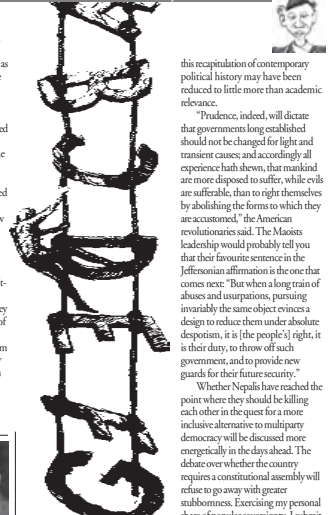 as
ed
ed
w
t-
ey
of
m
this recapitulation of contemporary
political history may have been
reduced to little more than academic
relevance.
"Prudence, indeed, will dictate
that governments long established
should not be changed for light and
transient causes; and accordingly all
experience hath shewn, that mankind
are more disposed to suffer, while evils
are sufferable, than to right themselves
by abolishing the forms to which they
are accustomed," the American
revolutionaries said. The Maoists
leadership would probably tell you
that their favourite sentence in the
Jeffersonian affirmation is the one that
comes next: "But when a long train of
abuses and usurpations, pursuing
invariably the same object evinces a
design to reduce them under absolute
despotism, it is [the people's] right, it
is their duty, to throw off such
government, and to provide new
guards for their future security."
Whether Nepalis have reached the
point where they should be killing
each other in the quest for a more
inclusive alternative to multiparty
democracy will be discussed more
energetically in the days ahead. The
debate over whether the country
requires a constitutional assembly will
refuse to go away with greater
stubbornness. Exercising my personal